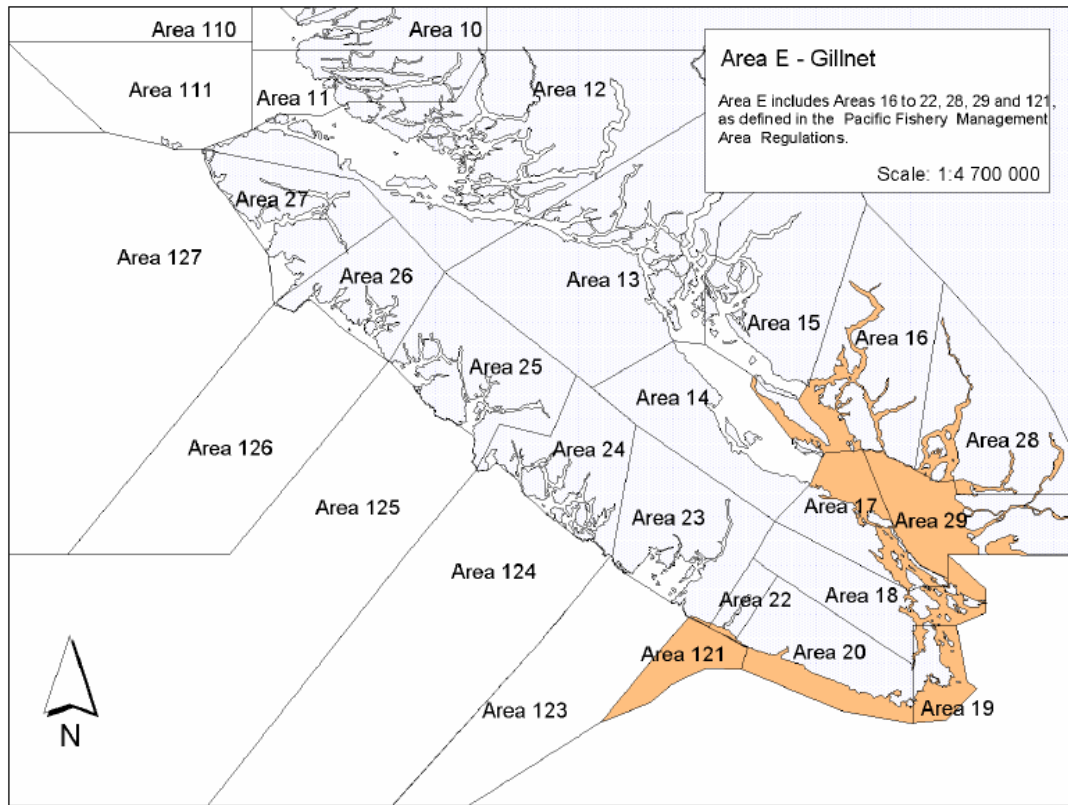 Area 110
Area 10
Area E - Gillnet
Area E includes Areas 16 to 22, 28, 29 and 121,
as defined in the Pacific Fishery Management
Area Regulations.
Scale: 1:4 700 000
Area 111
Area 11
Area 12
Area 27
Area 127
Area 26
Area 13
Area 15
Area 16
Area 25
Area 14
Area 28
Area 126
Area 24
Area 125
Area 17
Area 23
Area 29
Area 124
Area 22
Area 18
Area 121
Area 20
Area 123
Area 19
N